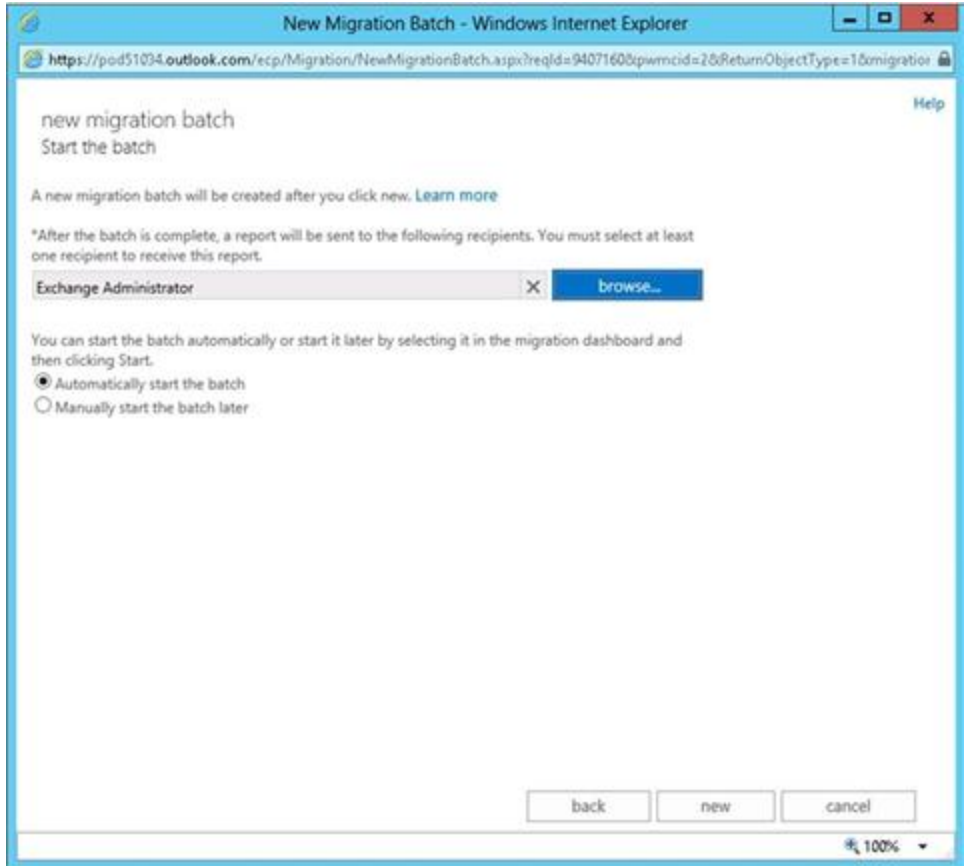 New Migration Batch - Windows Internet Explorer
https://pod51034.outlook.com/ecp/Migration/NewMigrationBatch.aspx?reqId=9407160&pwmcid=2&ReturnObjectType=1&migration
Help
new migration batch
Start the batch
A new migration batch will be created after you click new. Learn more
*After the batch is complete, a report will be sent to the following recipients. You must select at least
one recipient to receive this report.
Exchange Administrator
browse...
You can start the batch automatically or start it later by selecting it in the migration dashboard and
then clicking Start.
Automatically start the batch
Manually start the batch later
back new cancel
100%